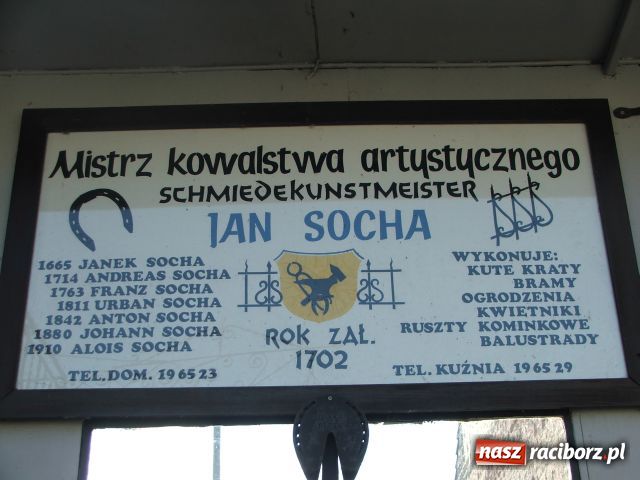 Mistrz kowalstwa artystycznego
SCHMIEDEKUNSTMEISTER
JAN SOCHA
1665 JANEK SOCHA
1714 ANDREAS SOCHA
1763 FRANZ SOCHA
1811 URBAN SOCHA
1842 ANTON SOCHA
1880 JOHANN SOCHA
1910 ALOIS SOCHA
TEL. DOM. 19 65 23
ROK ZAŁ.
1702
WYKONUJE:
KUTE KRATY
BRAMY
OGRODZENIA
KWIETNIKI
RUSZTY KOMINKOWE
BALUSTRADY
TEL. KUŹNIA 19 65 29
nasz raciborz.pl